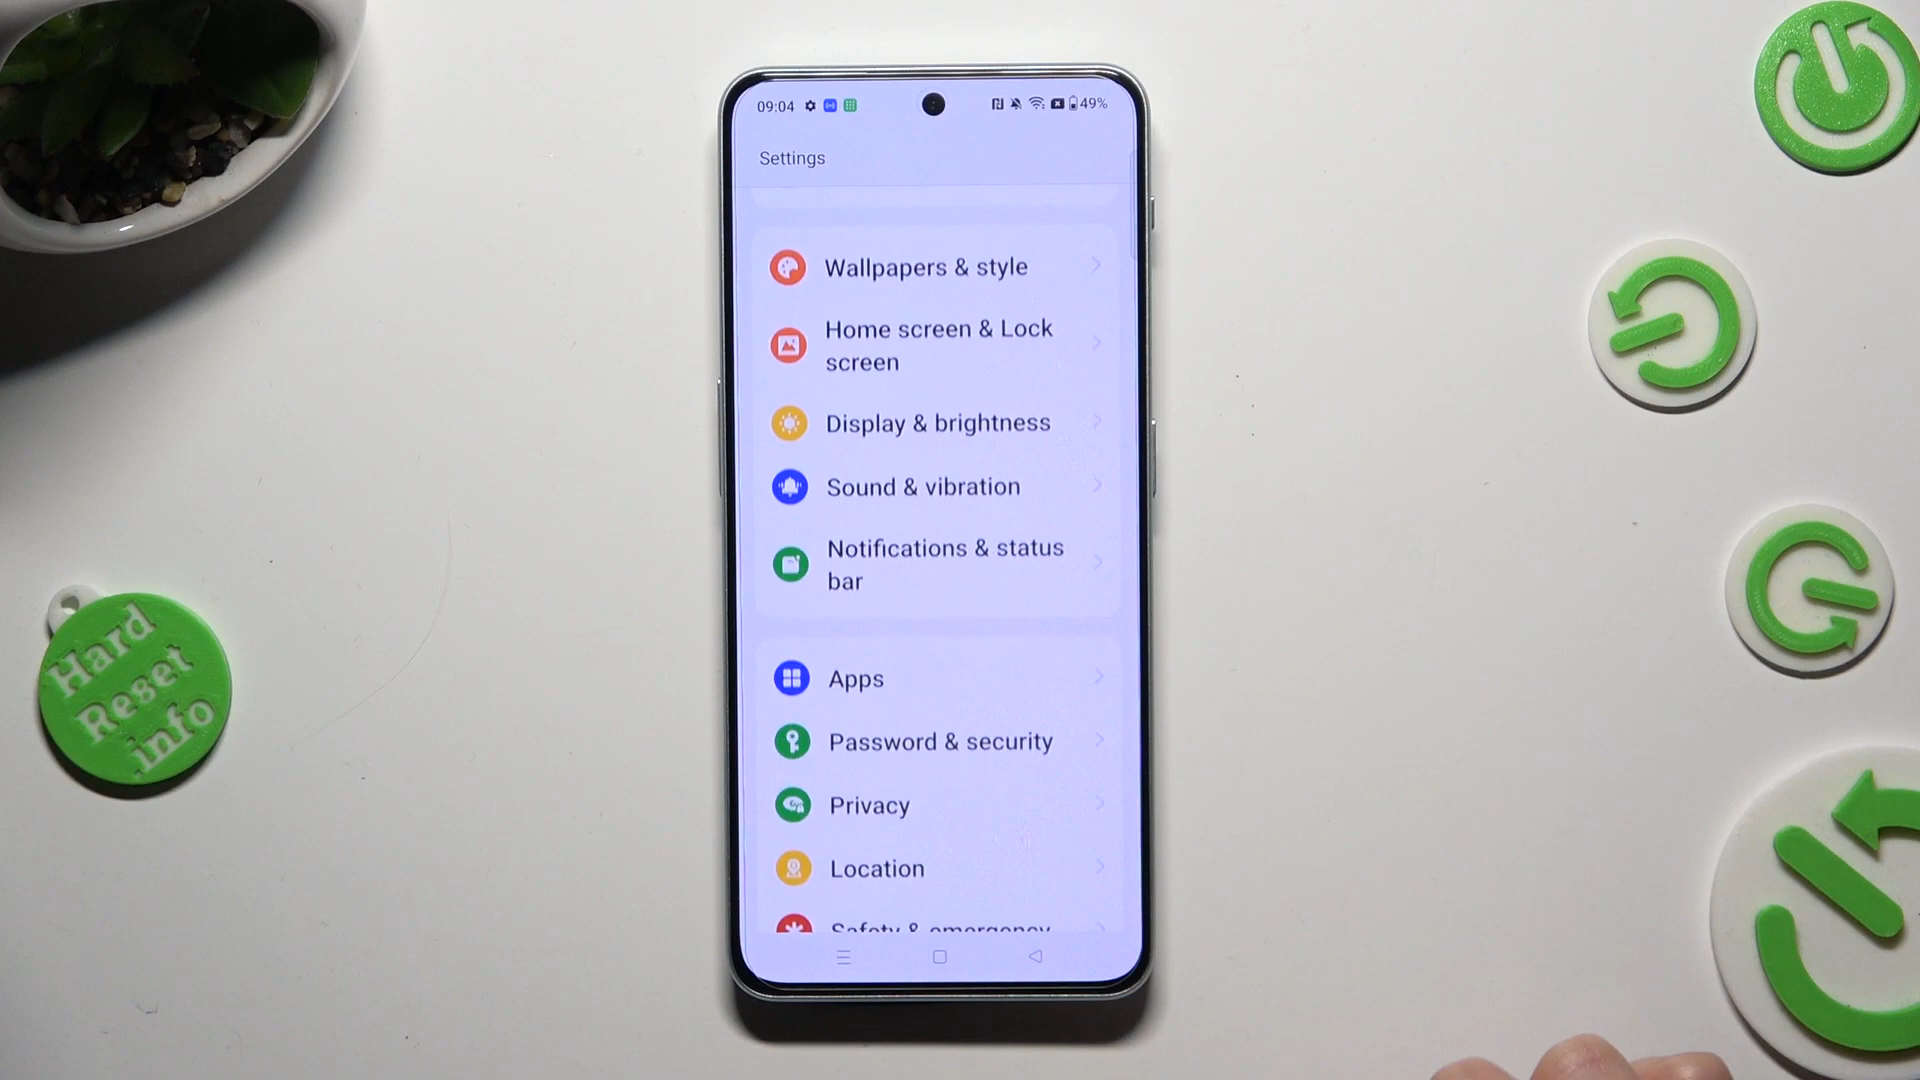 09:04
49%
Settings
Wallpapers & style
Home screen & Lock
screen
Display & brightness
Sound & vibration
Notifications & status
bar
Apps
Password & security
Privacy
Location
Safety & emergency
Hard
Reset
.info